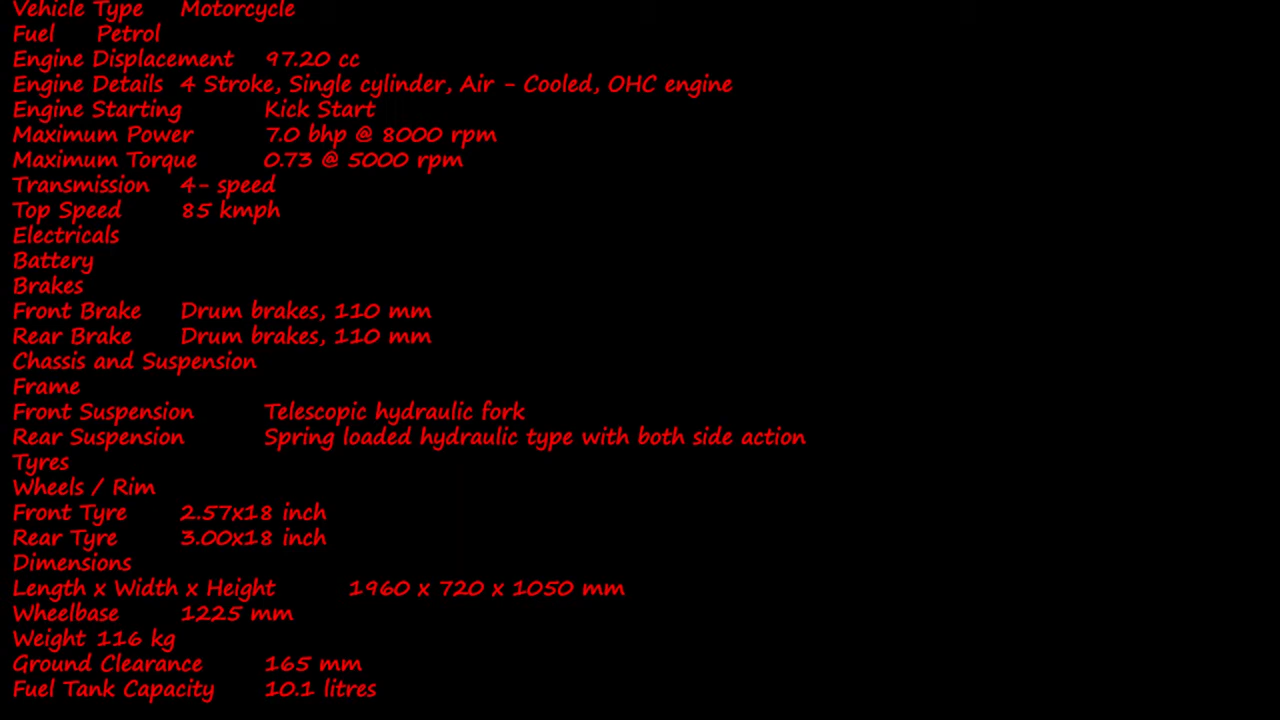 Vehicle Type Motorcycle
Fuel Petrol
Engine Displacement 97.20 cc
Engine Details 4 Stroke, Single cylinder, Air - Cooled, OHC engine
Engine Starting Kick Start
Maximum Power 7.0 bhp @ 8000 rpm
Maximum Torque 0.73 @ 5000 rpm
Transmission 4- speed
Top Speed 85 kmph
Electricals
Battery
Brakes
Front Brake Drum brakes, 110 mm
Rear Brake Drum brakes, 110 mm
Chassis and Suspension
Frame
Front Suspension Telescopic hydraulic fork
Rear Suspension Spring loaded hydraulic type with both side action
Tyres
Wheels / Rim
Front Tyre 2.57x18 inch
Rear Tyre 3.00x18 inch
Dimensions
Length x Width x Height 1960 x 720 x 1050 mm
Wheelbase 1225 mm
Weight 116 kg
Ground Clearance 165 mm
Fuel Tank Capacity 10.1 litres